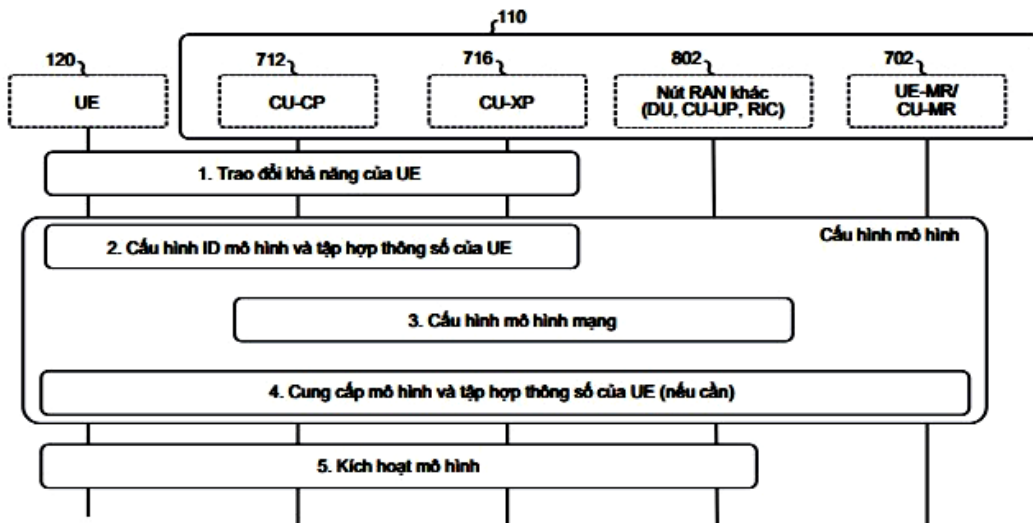 110
120
712
716
802
702
UE
CU-CP
CU-XP
Nút RAN khác
(DU, CU-UP, RIC)
UE-MR/
CU-MR
1. Trao đổi khả năng của UE
Cấu hình mô hình
2. Cấu hình ID mô hình và tập hợp thông số của UE
3. Cấu hình mô hình mạng
4. Cung cấp mô hình và tập hợp thông số của UE (nếu cần)
5. Kích hoạt mô hình